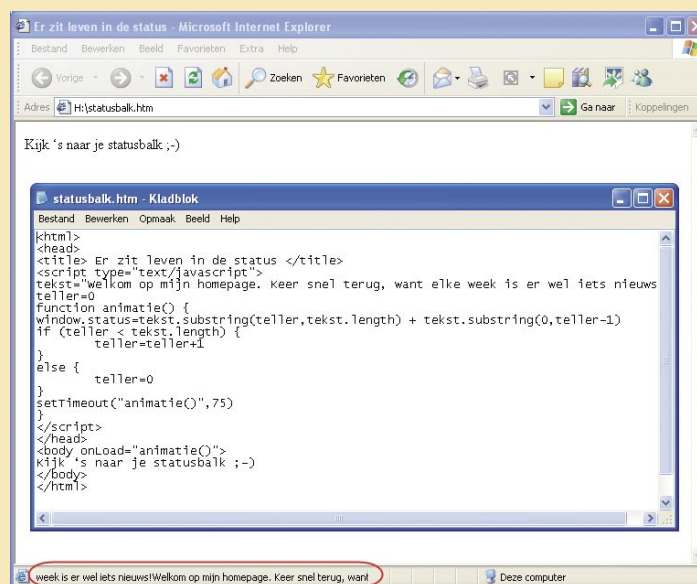 Er zit leven in de status - Microsoft Internet Explorer
Bestand Bewerken Beeld Favorieten Extra Help
Vorige Zoeken Favorieten
Adres H:\statusbalk.htm Ga naar Koppelingen
Kijk ‘s naar je statusbalk ;-)
statusbalk.htm - Kladblok
Bestand Bewerken Opmaak Beeld Help
<html>
<head>
<title> Er zit leven in de status </title>
<script type="text/javascript">
tekst="Welkom op mijn homepage. Keer snel terug, want elke week is er wel iets nieuws
teller=0
function animatie() {
window.status=tekst.substring(teller,tekst.length) + tekst.substring(0,teller-1)
if (teller < tekst.length) {
teller=teller+1
}
else {
teller=0
}
setTimeout("animatie()",75)
}
</script>
</head>
<body onLoad="animatie()">
Kijk ‘s naar je statusbalk ;-)
</body>
</html>
week is er wel iets nieuws!Welkom op mijn homepage. Keer snel terug, want
Deze computer